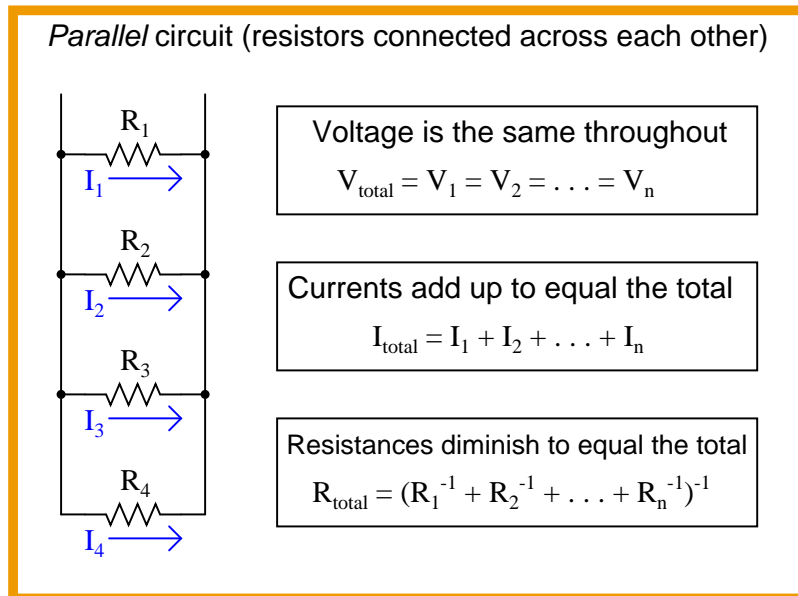 Parallel circuit (resistors connected across each other)
R1
I1
R2
I2
R3
I3
R4
I4
Voltage is the same throughout
Vtotal = V1 = V2 = . . . = Vn
Currents add up to equal the total
Itotal = I1 + I2 + . . . + In
Resistances diminish to equal the total
Rtotal = (R1^-1 + R2^-1 + . . . + Rn^-1)^-1